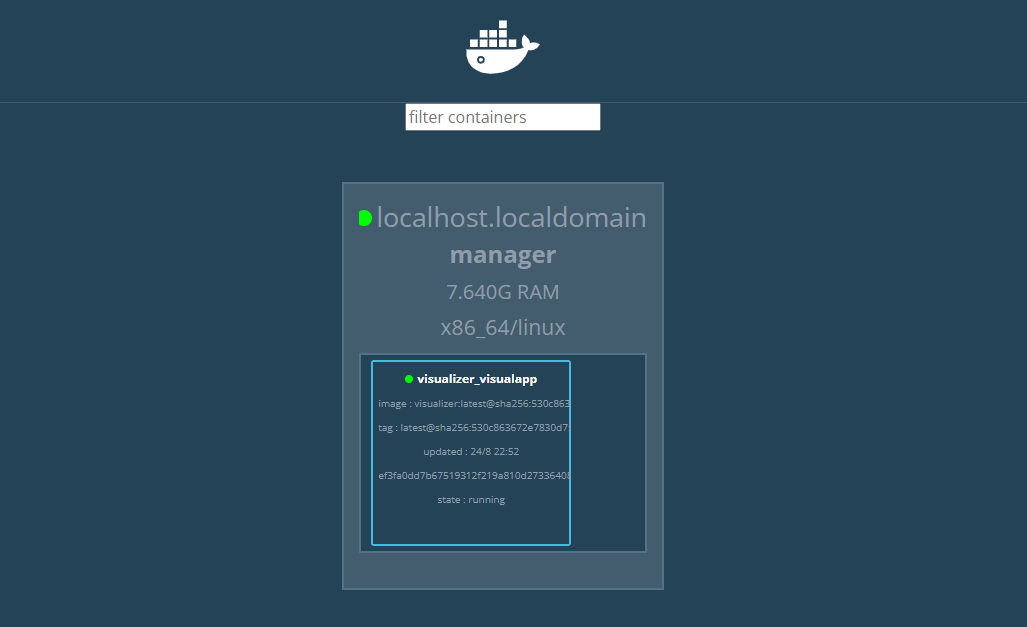 filter containers
localhost.localdomain
manager
7.640G RAM
x86_64/linux
visualizer_visualapp
image : visualizer:latest@sha256:530c863
tag : latest@sha256:530c863672e7830d7
updated : 24/8 22:52
ef3fa0dd7b67519312f219a810d27336408
state : running